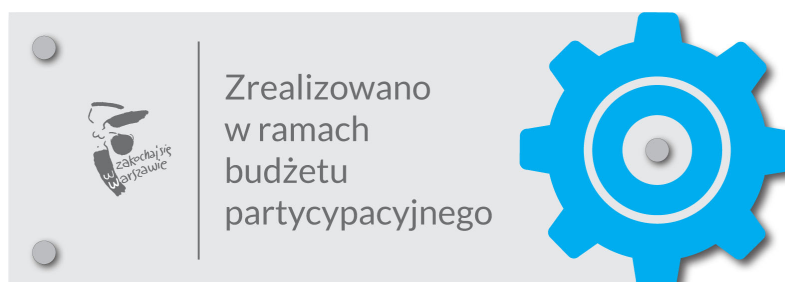 zakochaj się
w Warszawie
Zrealizowano
w ramach
budżetu
partycypacyjnego